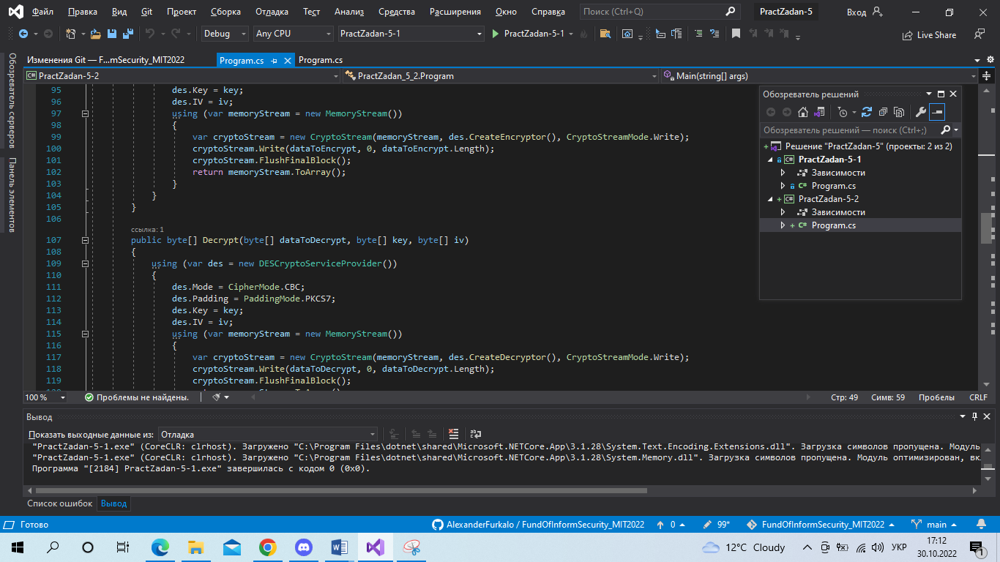 Файл Правка Вид Git Проект Сборка Отладка Тест Анализ Средства Расширения Окно Справка Поиск (Ctrl+Q) PractZadan-5 Вход
Debug Any CPU PractZadan-5-1 PractZadan-5-1 Live Share
Обозреватель серверов
Панель элементов
Изменения Git — F...mSecurity_MIT2022 Program.cs Program.cs
C# PractZadan-5-2 PractZadan_5_2.Program Main(string[] args)
95 des.Key = key;
96 des.IV = iv;
97 using (var memoryStream = new MemoryStream())
98 {
99 var cryptoStream = new CryptoStream(memoryStream, des.CreateEncryptor(), CryptoStreamMode.Write);
100 cryptoStream.Write(dataToEncrypt, 0, dataToEncrypt.Length);
101 cryptoStream.FlushFinalBlock();
102 return memoryStream.ToArray();
103 }
104 }
105 }
106
ссылка: 1
107 public byte[] Decrypt(byte[] dataToDecrypt, byte[] key, byte[] iv)
108 {
109 using (var des = new DESCryptoServiceProvider())
110 {
111 des.Mode = CipherMode.CBC;
112 des.Padding = PaddingMode.PKCS7;
113 des.Key = key;
114 des.IV = iv;
115 using (var memoryStream = new MemoryStream())
116 {
117 var cryptoStream = new CryptoStream(memoryStream, des.CreateDecryptor(), CryptoStreamMode.Write);
118 cryptoStream.Write(dataToDecrypt, 0, dataToDecrypt.Length);
119 cryptoStream.FlushFinalBlock();
Обозреватель решений
Обозреватель решений — поиск (Ctrl+;)
Решение "PractZadan-5" (проекты: 2 из 2)
C# PractZadan-5-1
Зависимости
C# Program.cs
C# PractZadan-5-2
Зависимости
C# Program.cs
100 % Проблемы не найдены. Стр: 49 Симв: 59 Пробелы CRLF
Вывод
Показать выходные данные из: Отладка
"PractZadan-5-1.exe" (CoreCLR: clrhost). Загружено "C:\Program Files\dotnet\shared\Microsoft.NETCore.App\3.1.28\System.Text.Encoding.Extensions.dll". Загрузка символов пропущена. Модуль
"PractZadan-5-1.exe" (CoreCLR: clrhost). Загружено "C:\Program Files\dotnet\shared\Microsoft.NETCore.App\3.1.28\System.Memory.dll". Загрузка символов пропущена. Модуль оптимизирован, вк
Программа "[2184] PractZadan-5-1.exe" завершилась с кодом 0 (0x0).
Список ошибок Вывод
Готово AlexanderFurkalo / FundOfInformSecurity_MIT2022 0 99* FundOfInformSecurity_MIT2022 main
12°C Cloudy УКР 17:12
30.10.2022 1